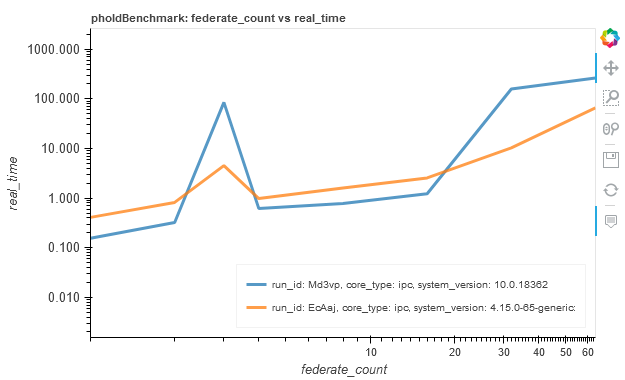 pholdBenchmark: federate_count vs real_time
1000.000
100.000
10.000
1.000
0.100
0.010
real_time
run_id: Md3vp, core_type: ipc, system_version: 10.0.18362
run_id: EcAaj, core_type: ipc, system_version: 4.15.0-65-generic:
10 20 30 40 50 60
federate_count